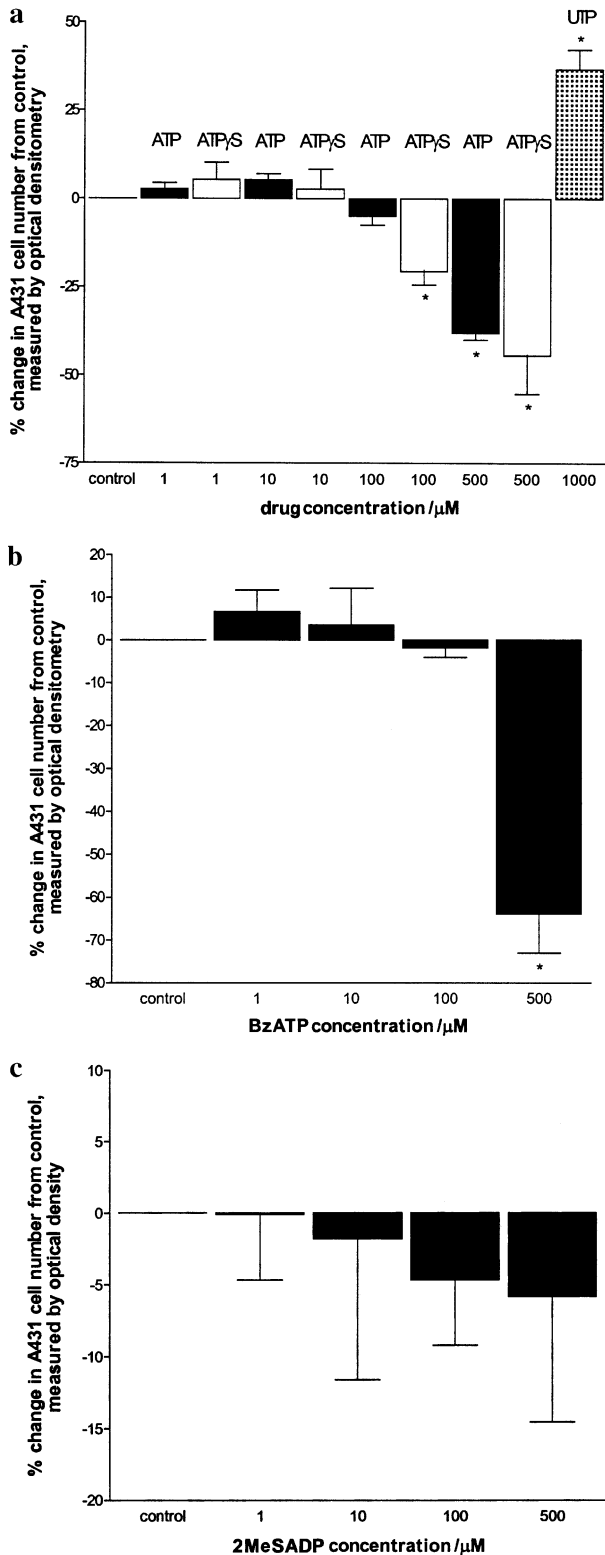 a
% change in A431 cell number from control,
measured by optical densitometry
50
25
0
-25
-50
-75
ATP ATPγS ATP ATPγS ATP ATPγS ATP ATPγS UTP
* * * *
control 1 1 10 10 100 100 500 500 1000
drug concentration /μM
b
% change in A431 cell number from control,
measured by optical densitometry
20
10
0
-10
-20
-30
-40
-50
-60
-70
-80
*
control 1 10 100 500
BzATP concentration /μM
c
% change in A431 cell number from control,
measured by optical density
10
5
0
-5
-10
-15
-20
control 1 10 100 500
2MeSADP concentration /μM